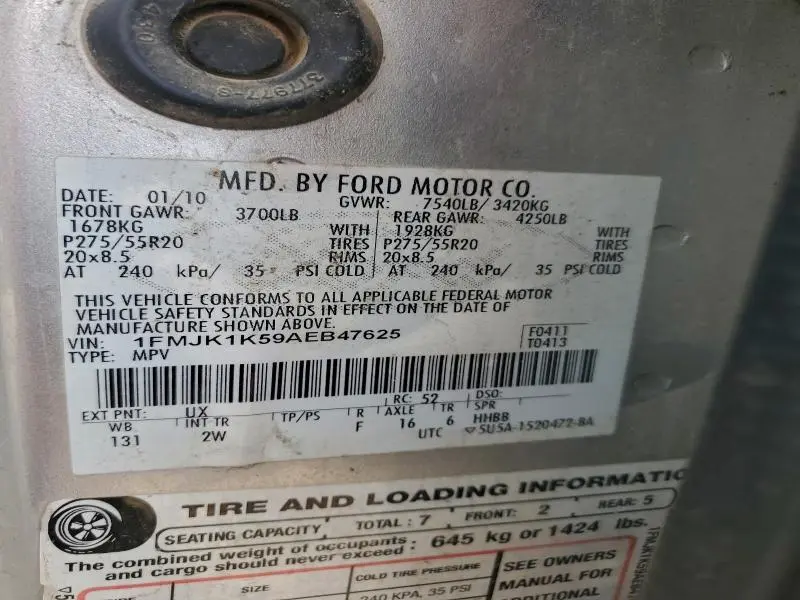 4310
317977-S
MFD. BY FORD MOTOR CO.
DATE: 01/10 GVWR: 7540LB/ 3420KG
FRONT GAWR: 3700LB REAR GAWR: 4250LB
1678KG WITH 1928KG WITH
P275/55R20 TIRES P275/55R20 TIRES
20x8.5 RIMS 20x8.5 RIMS
AT 240 kPa/ 35 PSI COLD AT 240 kPa/ 35 PSI COLD
THIS VEHICLE CONFORMS TO ALL APPLICABLE FEDERAL MOTOR
VEHICLE SAFETY STANDARDS IN EFFECT ON THE DATE OF
MANUFACTURE SHOWN ABOVE.
VIN: 1FMJK1K59AEB47625 F0411
TYPE: MPV T0413
EXT PNT: UX RC: 52 DSO:
WB INT TR TP/PS R AXLE TR SPR
131 2W F 16 6 HHBB
UTC ▽5U5A-1520472-BA
TIRE AND LOADING INFORMATIO
SEATING CAPACITY TOTAL : 7 FRONT: 2 REAR: 5
The combined weight of occupants and cargo should never exceed : 645 kg or 1424 lbs.
SIZE COLD TIRE PRESSURE SEE OWNERS
240 KPA, 35 PSI MANUAL FOR
ADDITIONAL